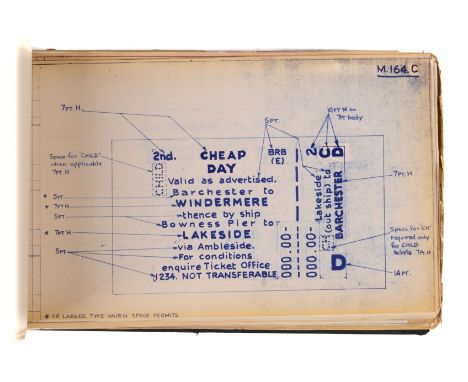 M.164.C
7PT H.
5PT.
10PT H ON
7PT body
2nd.
CHEAP
DAY
BRB
(E)
Space for 'CHILD'
when applicable
7PT H.
CHILD
Valid as advertised.
Barchester to
WINDERMERE
-thence by ship
Bowness Pier to-
LAKESIDE.
-via Ambleside.
-For conditions
enquire Ticket Office
1234. NOT TRANSFERABLE
5PT.
7PT H.
5PT
7PT H
5PT
2
CD
Lakeside
(out ship) to
BARCHESTER
000.00-
000.00-
D
7PT.H.
Space for 'CH'
required only
for CHILD
tickets 7PT.H
14PT.
* OR LARGER TYPE WHEN SPACE PERMITS